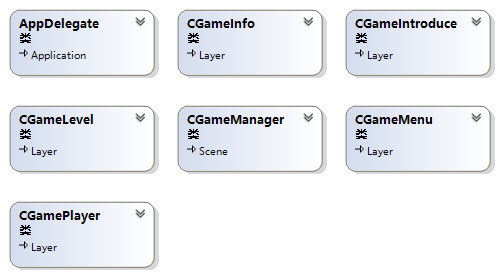 AppDelegate
Application
CGameInfo
Layer
CGameIntroduce
Layer
CGameLevel
Layer
CGameManager
Scene
CGameMenu
Layer
CGamePlayer
Layer